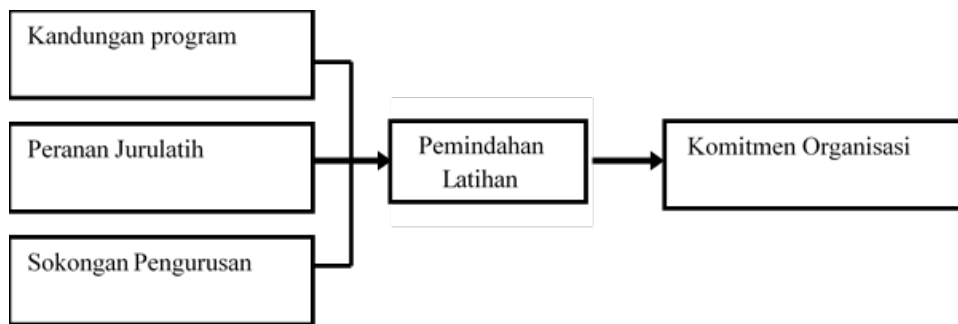 Kandungan program
Peranan Jurulatih
Sokongan Pengurusan
Pemindahan
Latihan
Komitmen Organisasi